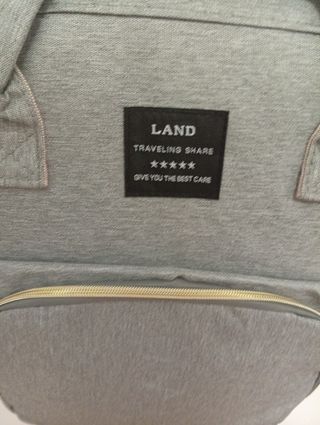 LAND
TRAVELING SHARE
★★★★★
GIVE YOU THE BEST CARE